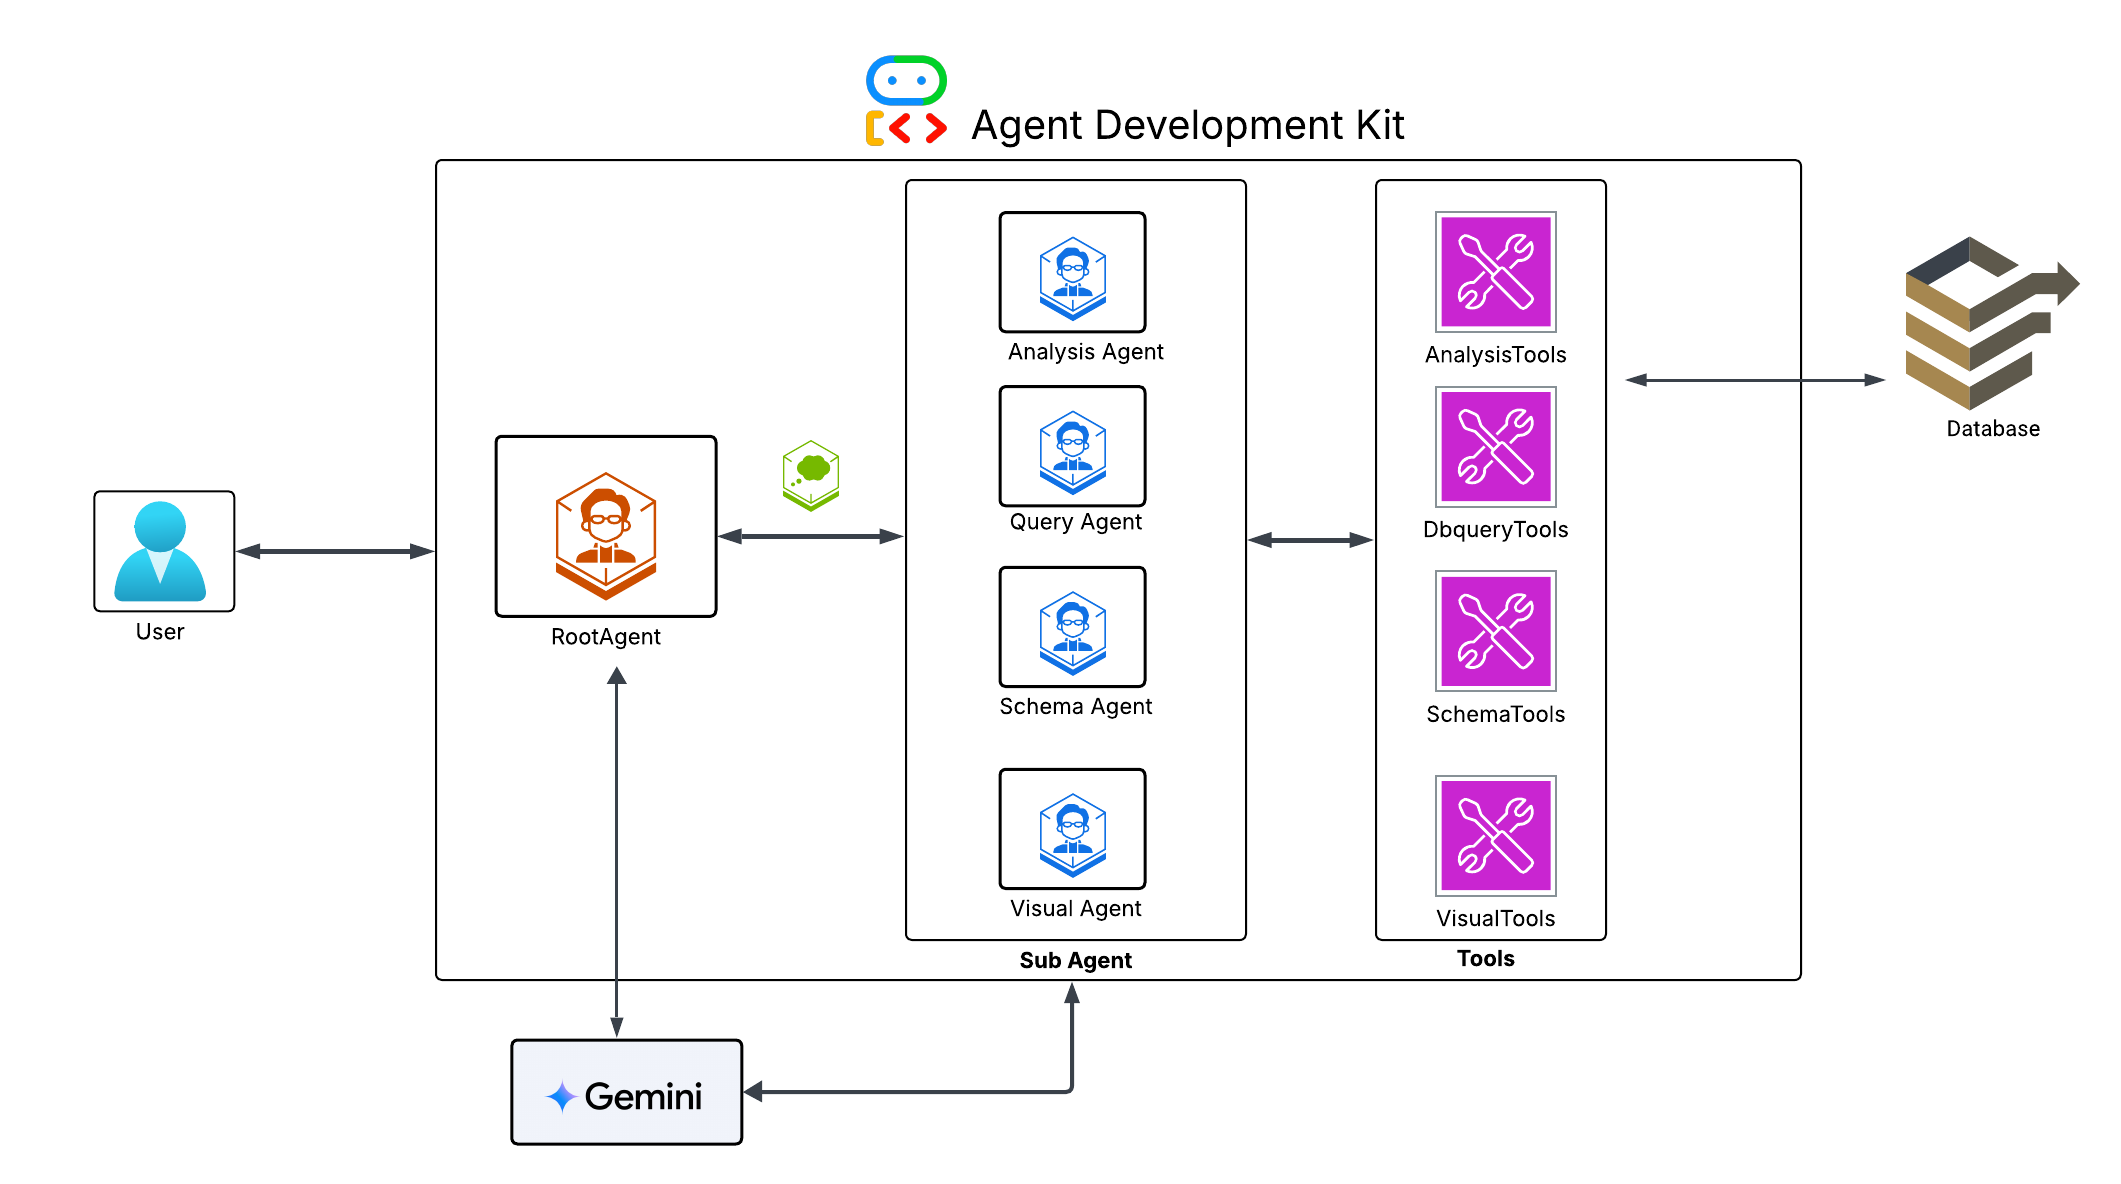 Agent Development Kit
Analysis Agent
AnalysisTools
Database
Query Agent
DbqueryTools
User
RootAgent
Schema Agent
SchemaTools
Visual Agent
VisualTools
Sub Agent
Tools
Gemini